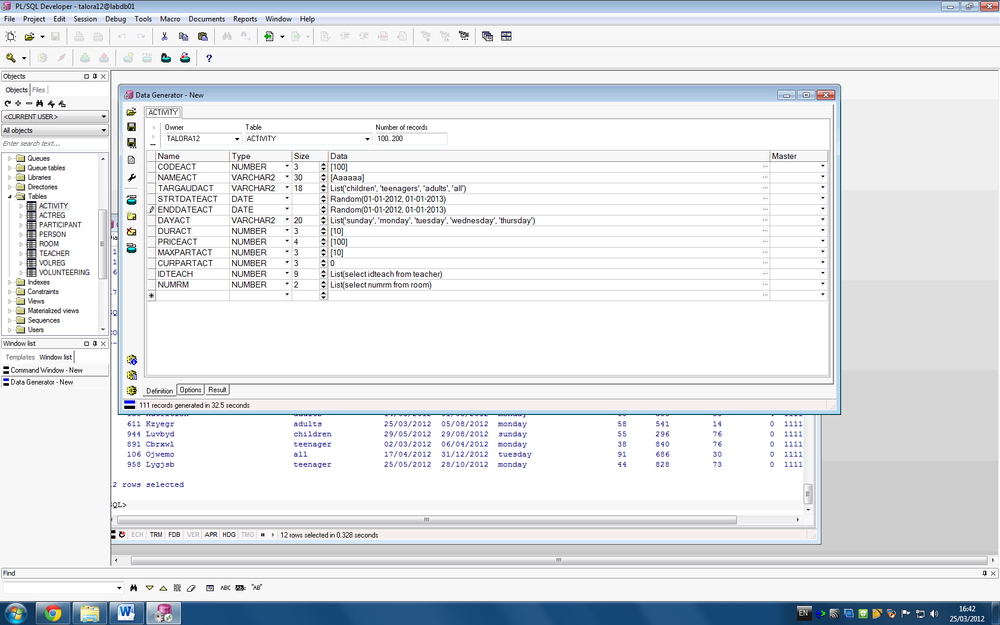 PL/SQL Developer - talora12@labdb01
File Project Edit Session Debug Tools Macro Documents Reports Window Help
Objects
Objects Files
<CURRENT USER>
All objects
Enter search text...
Queues
Queue tables
Libraries
Directories
Tables
ACTIVITY
ACTREG
PARTICIPANT
PERSON
ROOM
TEACHER
VOLREG
VOLUNTEERING
Indexes
Constraints
Views
Materialized views
Sequences
Users
Window list
Templates Window list
Command Window - New
Data Generator - New
Data Generator - New
ACTIVITY
Owner Table Number of records
TALORA12 ACTIVITY 100..200
Name Type Size Data Master
CODEACT NUMBER 3 [100]
NAMEACT VARCHAR2 30 [Aaaaaa]
TARGAUDACT VARCHAR2 18 List('children', 'teenagers', 'adults', 'all')
STRTDATEACT DATE Random(01-01-2012, 01-01-2013)
ENDDATEACT DATE Random(01-01-2012, 01-01-2013)
DAYACT VARCHAR2 20 List('sunday', 'monday', 'tuesday', 'wednesday', 'thursday')
DURACT NUMBER 3 [10]
PRICEACT NUMBER 4 [100]
MAXPARTACT NUMBER 3 [10]
CURPARTACT NUMBER 3 0
IDTEACH NUMBER 9 List(select idteach from teacher)
NUMRM NUMBER 2 List(select numrm from room)
Definition Options Result
111 records generated in 32.5 seconds
611 Kzyegr adults 25/03/2012 05/08/2012 monday 58 541 14 0 1111
944 Luvbyd children 29/05/2012 29/08/2012 sunday 55 296 76 0 1111
891 Cbrxwl teenager 02/03/2012 06/04/2012 monday 38 840 76 0 1111
106 Ojwemo all 17/04/2012 31/12/2012 tuesday 91 686 30 0 1111
958 Lygjsb teenager 25/05/2012 28/10/2012 monday 44 828 73 0 1111
2 rows selected
SQL>
ECH TRM FDB VER APR HDG TMG 12 rows selected in 0.328 seconds
Find
ABC "AB"
EN 16:42
25/03/2012